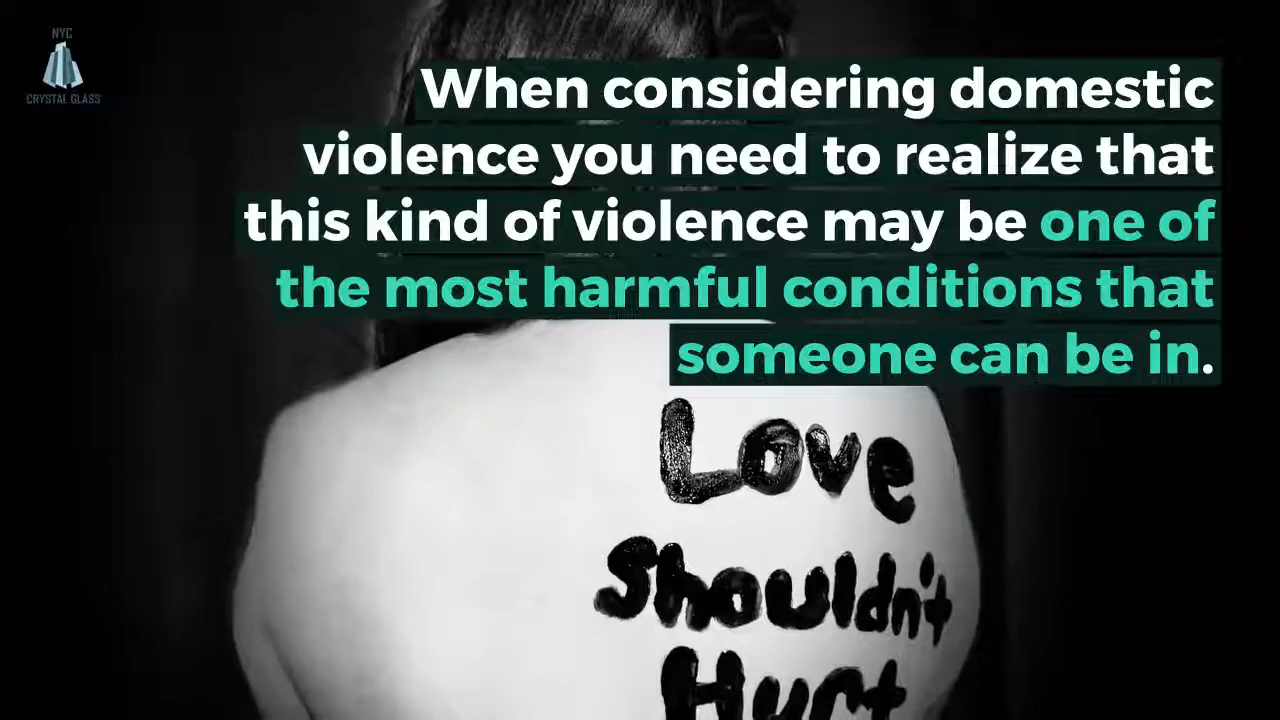 NYC
CRYSTAL GLASS
When considering domestic
violence you need to realize that
this kind of violence may be one of
the most harmful conditions that
someone can be in.
Love
Shouldn't
Hurt